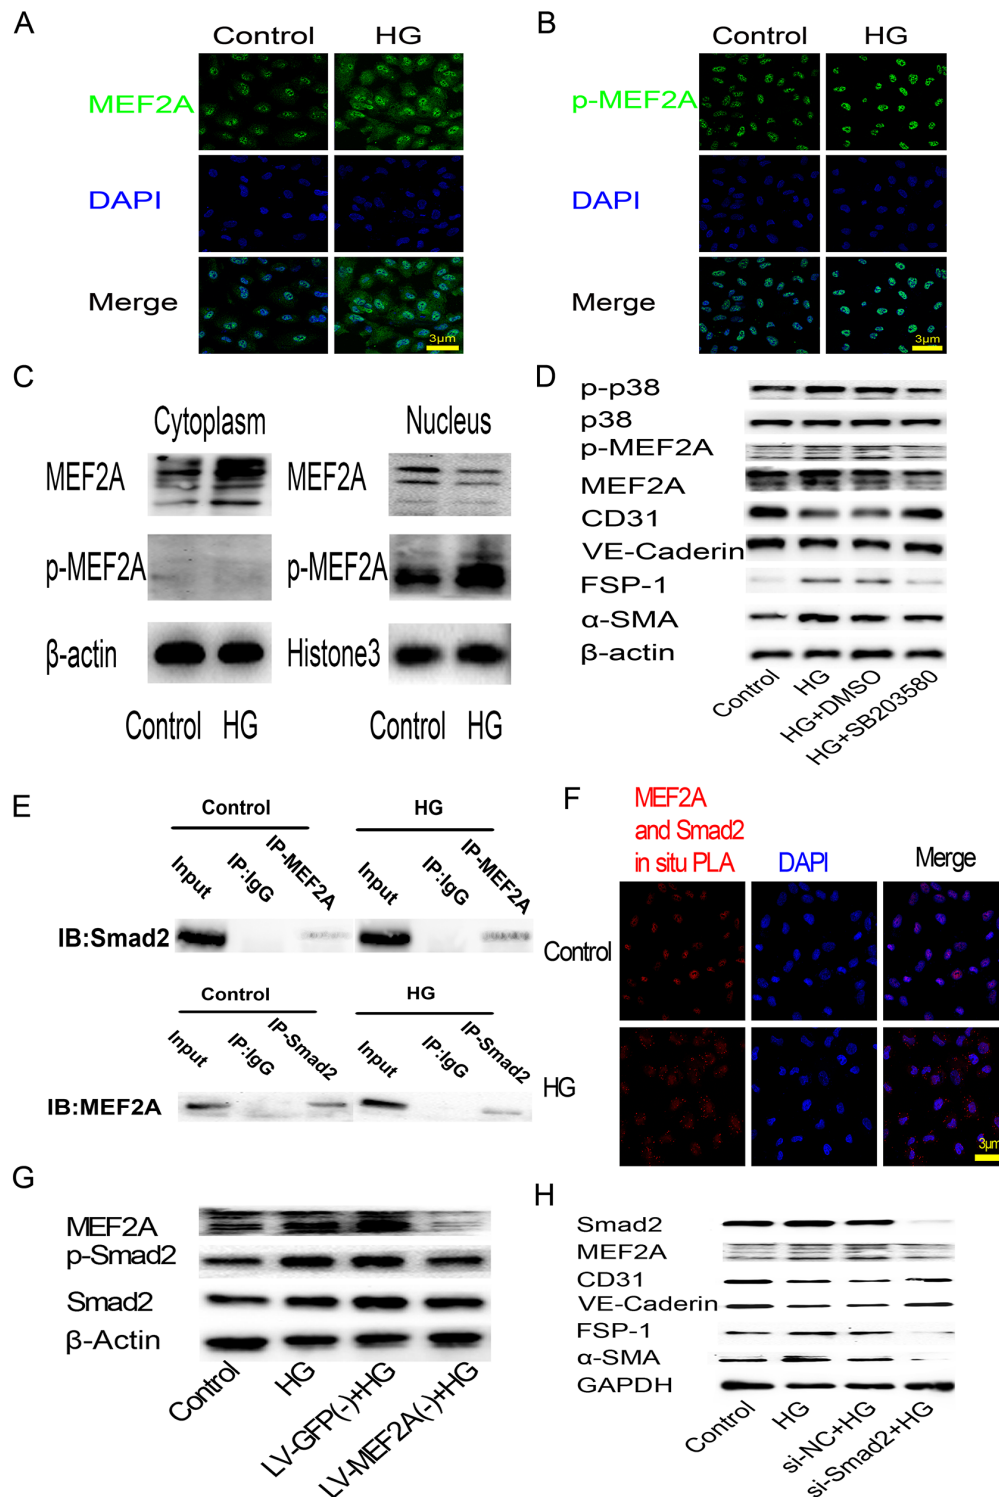 A
Control HG
MEF2A
DAPI
Merge
3μm
B
Control HG
p-MEF2A
DAPI
Merge
3μm
C
Cytoplasm Nucleus
MEF2A MEF2A
p-MEF2A p-MEF2A
β-actin Histone3
Control HG Control HG
D
p-p38
p38
p-MEF2A
MEF2A
CD31
VE-Caderin
FSP-1
α-SMA
β-actin
Control HG HG+DMSO HG+SB203580
E
Control HG
Input IP:IgG IP-MEF2A Input IP:IgG IP-MEF2A
IB:Smad2
Control HG
Input IP:IgG IP-Smad2 Input IP:IgG IP-Smad2
IB:MEF2A
F
MEF2A
and Smad2
in situ PLA DAPI Merge
Control
HG
3μm
G
MEF2A
p-Smad2
Smad2
β-Actin
Control HG LV-GFP(-)+HG LV-MEF2A(-)+HG
H
Smad2
MEF2A
CD31
VE-Caderin
FSP-1
α-SMA
GAPDH
Control HG si-NC+HG si-Smad2+HG